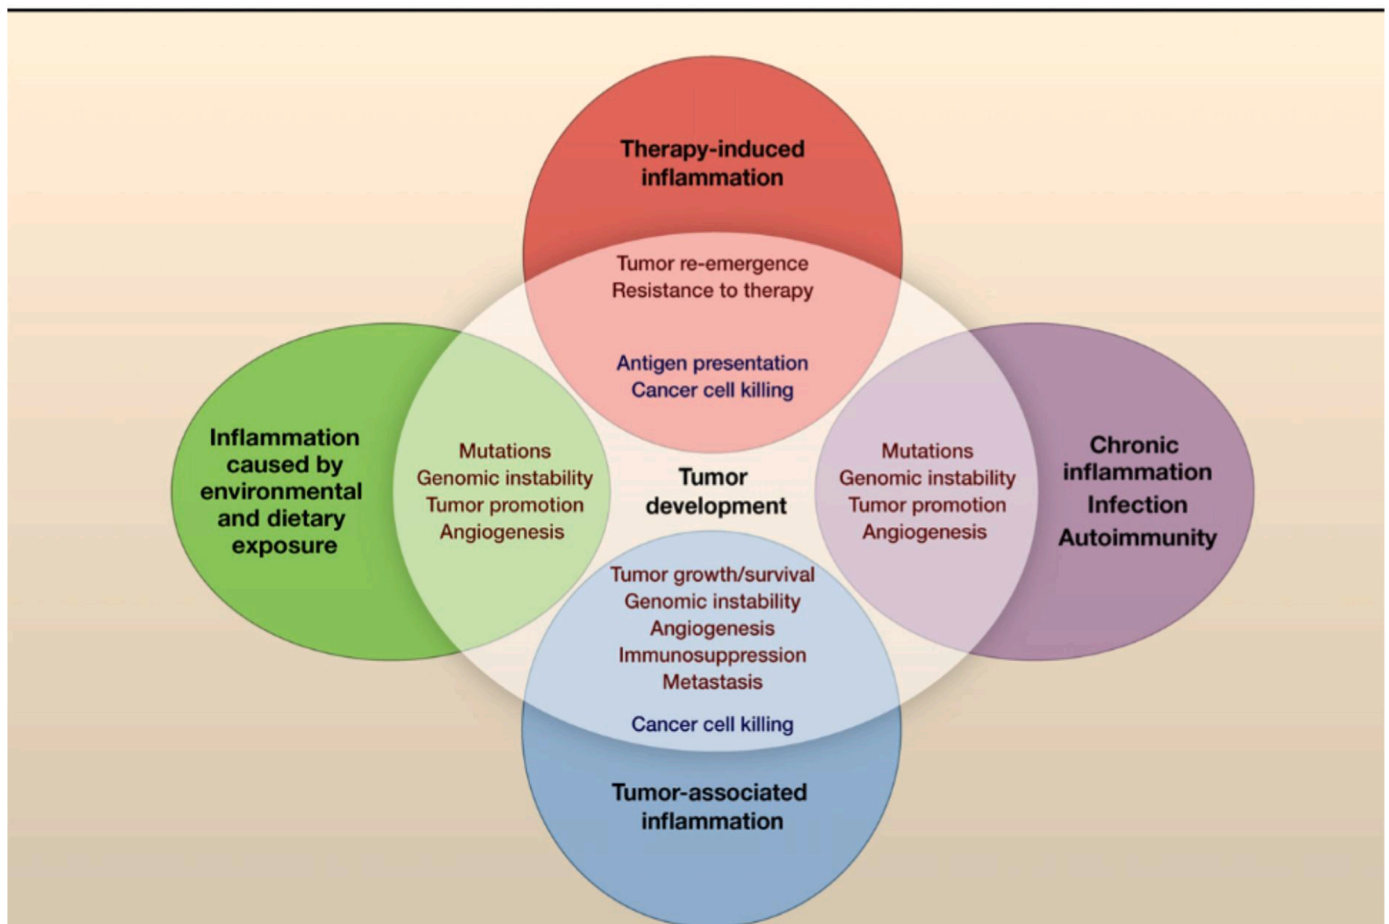 Therapy-induced
inflammation
Tumor re-emergence
Resistance to therapy
Antigen presentation
Cancer cell killing
Inflammation
caused by
environmental
and dietary
exposure
Mutations
Genomic instability
Tumor promotion
Angiogenesis
Tumor
development
Mutations
Genomic instability
Tumor promotion
Angiogenesis
Chronic
inflammation
Infection
Autoimmunity
Tumor growth/survival
Genomic instability
Angiogenesis
Immunosuppression
Metastasis
Cancer cell killing
Tumor-associated
inflammation